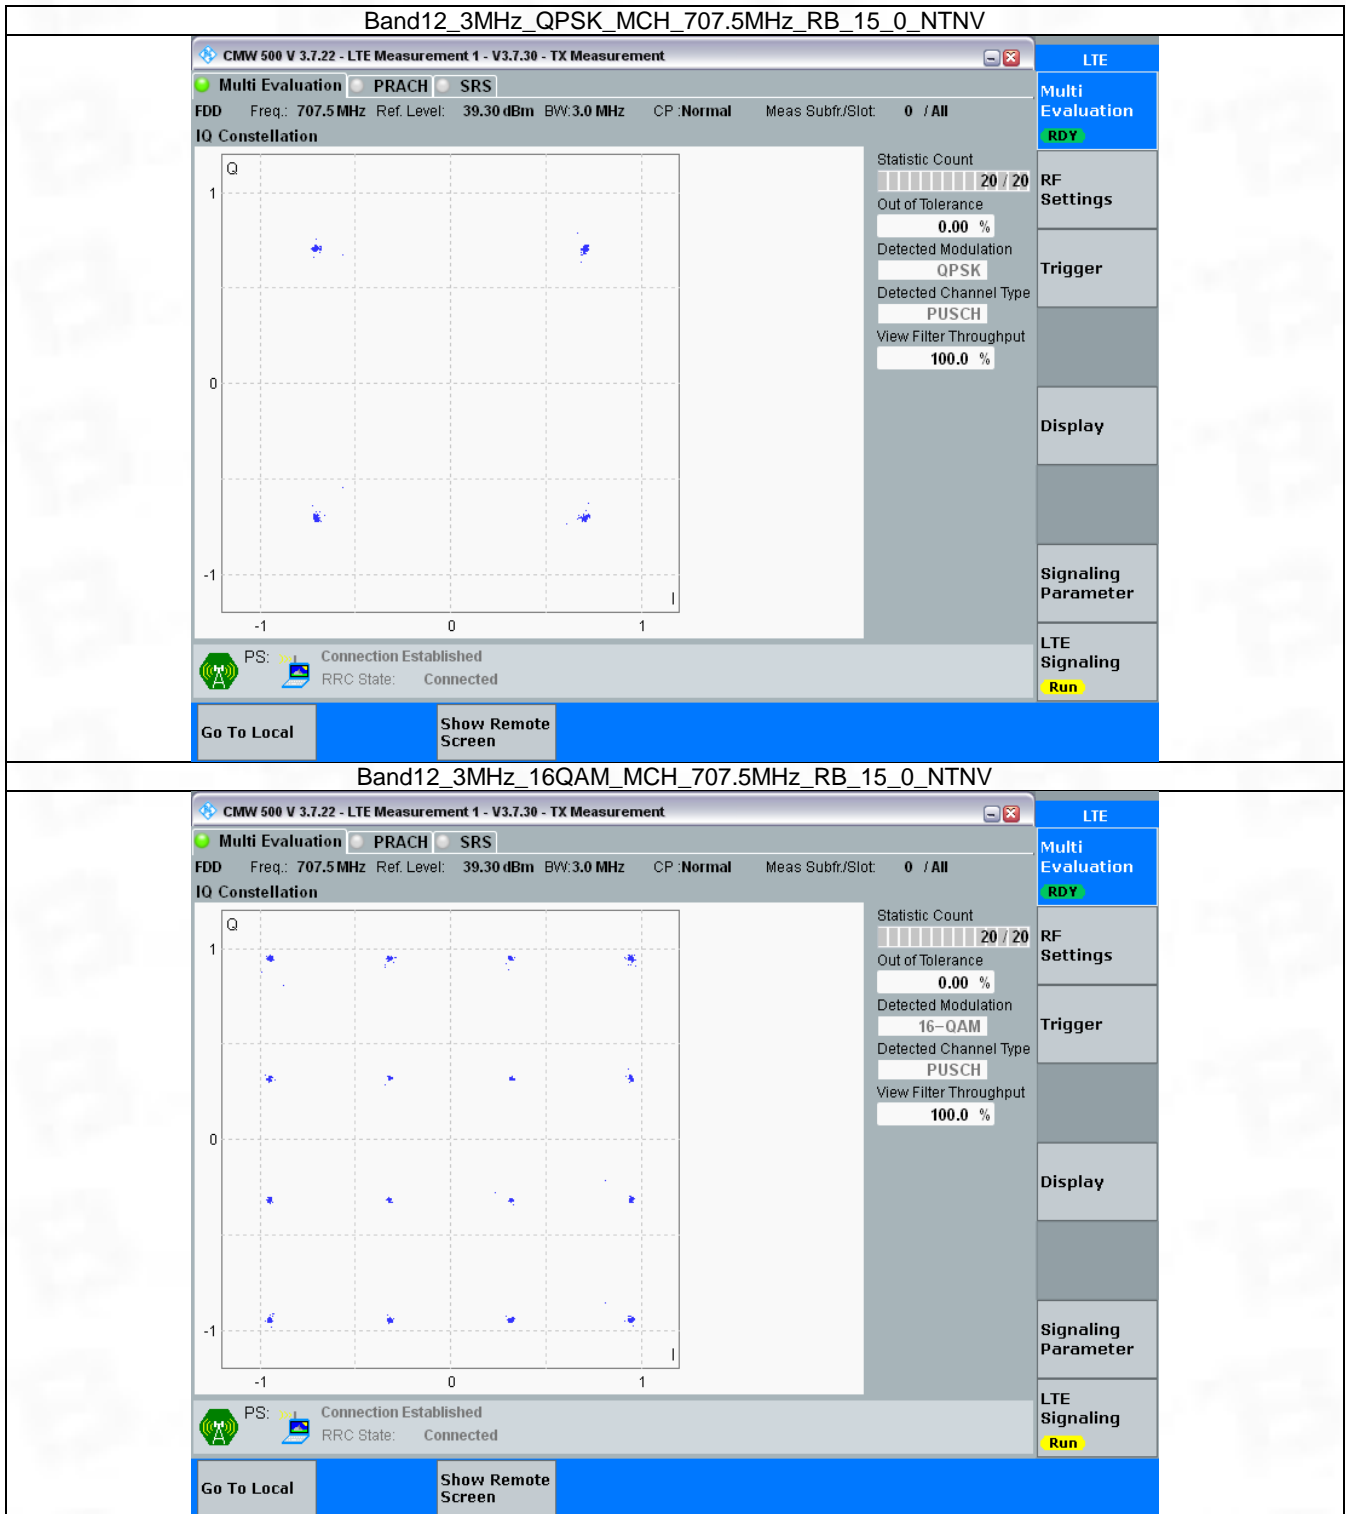 Band12_3MHz_QPSK_MCH_707.5MHz_RB_15_0_NTNV
CMW 500 V 3.7.22 - LTE Measurement 1 - V3.7.30 - TX Measurement
LTE
Multi Evaluation PRACH SRS
FDD Freq.: 707.5 MHz Ref. Level: 39.30 dBm BW: 3.0 MHz CP : Normal Meas Subfr./Slot: 0 / All
IQ Constellation
Q
1
0
-1
-1 0 1
I
Statistic Count
20 / 20
Out of Tolerance
0.00 %
Detected Modulation
QPSK
Detected Channel Type
PUSCH
View Filter Throughput
100.0 %
Multi
Evaluation
RDY
RF
Settings
Trigger
Display
Signaling
Parameter
LTE
Signaling
Run
PS: Connection Established
RRC State: Connected
Go To Local
Show Remote
Screen
Band12_3MHz_16QAM_MCH_707.5MHz_RB_15_0_NTNV
CMW 500 V 3.7.22 - LTE Measurement 1 - V3.7.30 - TX Measurement
LTE
Multi Evaluation PRACH SRS
FDD Freq.: 707.5 MHz Ref. Level: 39.30 dBm BW: 3.0 MHz CP : Normal Meas Subfr./Slot: 0 / All
IQ Constellation
Q
1
0
-1
-1 0 1
I
Statistic Count
20 / 20
Out of Tolerance
0.00 %
Detected Modulation
16-QAM
Detected Channel Type
PUSCH
View Filter Throughput
100.0 %
Multi
Evaluation
RDY
RF
Settings
Trigger
Display
Signaling
Parameter
LTE
Signaling
Run
PS: Connection Established
RRC State: Connected
Go To Local
Show Remote
Screen